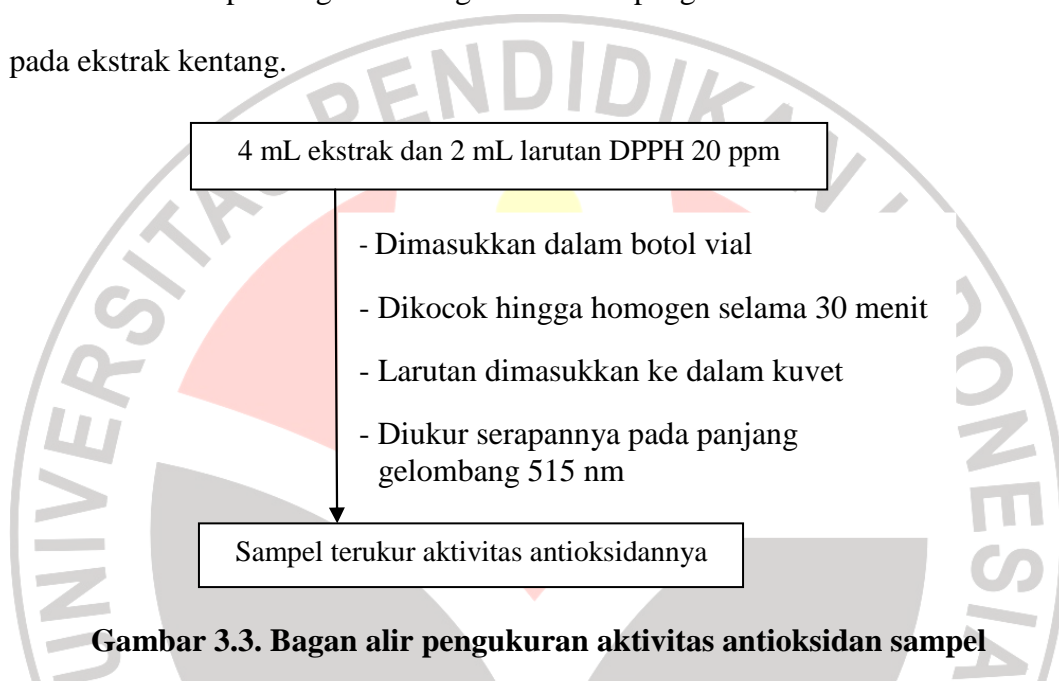 pada ekstrak kentang.
4 mL ekstrak dan 2 mL larutan DPPH 20 ppm
- Dimasukkan dalam botol vial
- Dikocok hingga homogen selama 30 menit
- Larutan dimasukkan ke dalam kuvet
- Diukur serapannya pada panjang
gelombang 515 nm
Sampel terukur aktivitas antioksidannya
Gambar 3.3. Bagan alir pengukuran aktivitas antioksidan sampel